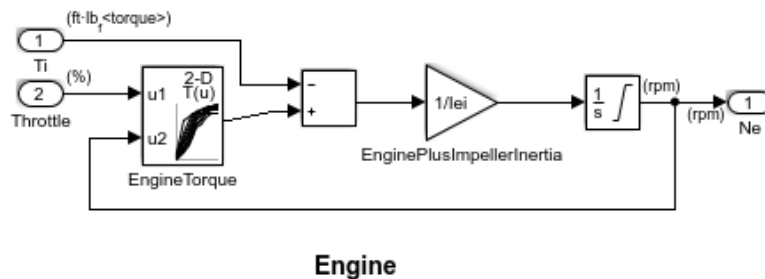 (ft·lb_f<torque>)
1
Ti
(%)
2
Throttle
2-D
T(u)
u1
u2
EngineTorque
−
+
1/Iei
EnginePlusImpellerInertia
1
s
(rpm)
(rpm)
1
Ne
Engine